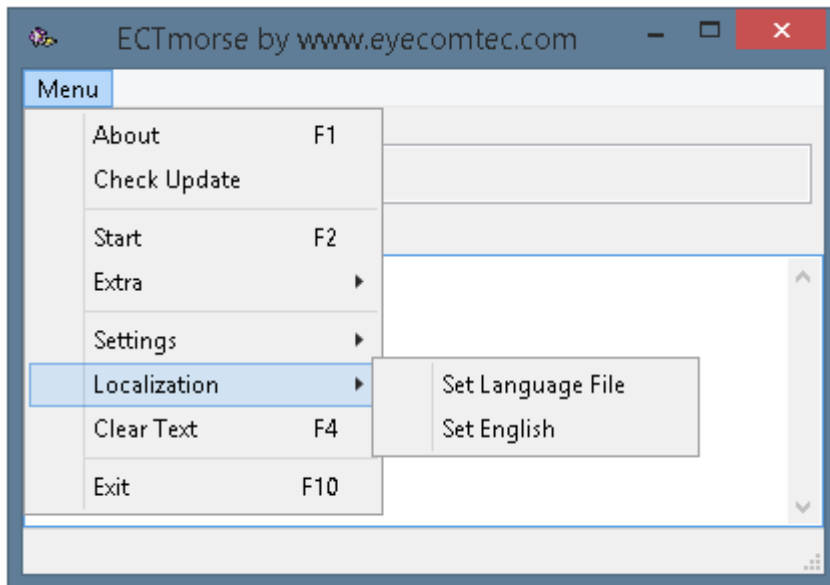 ECTmorse by www.eyecomtec.com
Menu
About F1
Check Update
Start F2
Extra
Settings
Localization
Set Language File
Clear Text F4
Set English
Exit F10